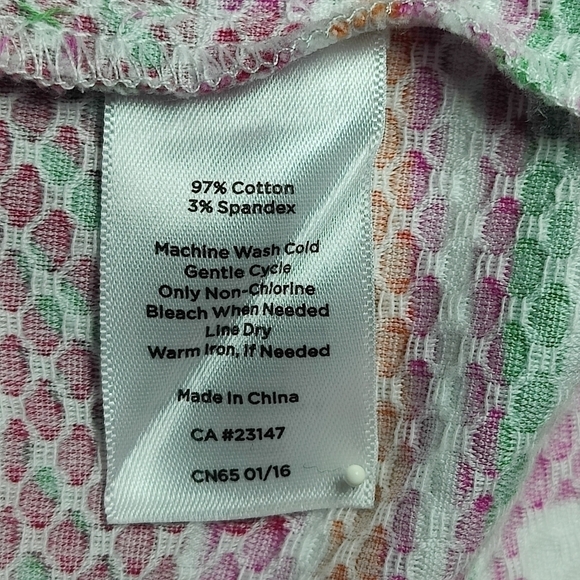 97% Cotton
3% Spandex
Machine Wash Cold
Gentle Cycle
Only Non-Chlorine
Bleach When Needed
Line Dry
Warm Iron, If Needed
Made In China
CA #23147
CN65 01/16